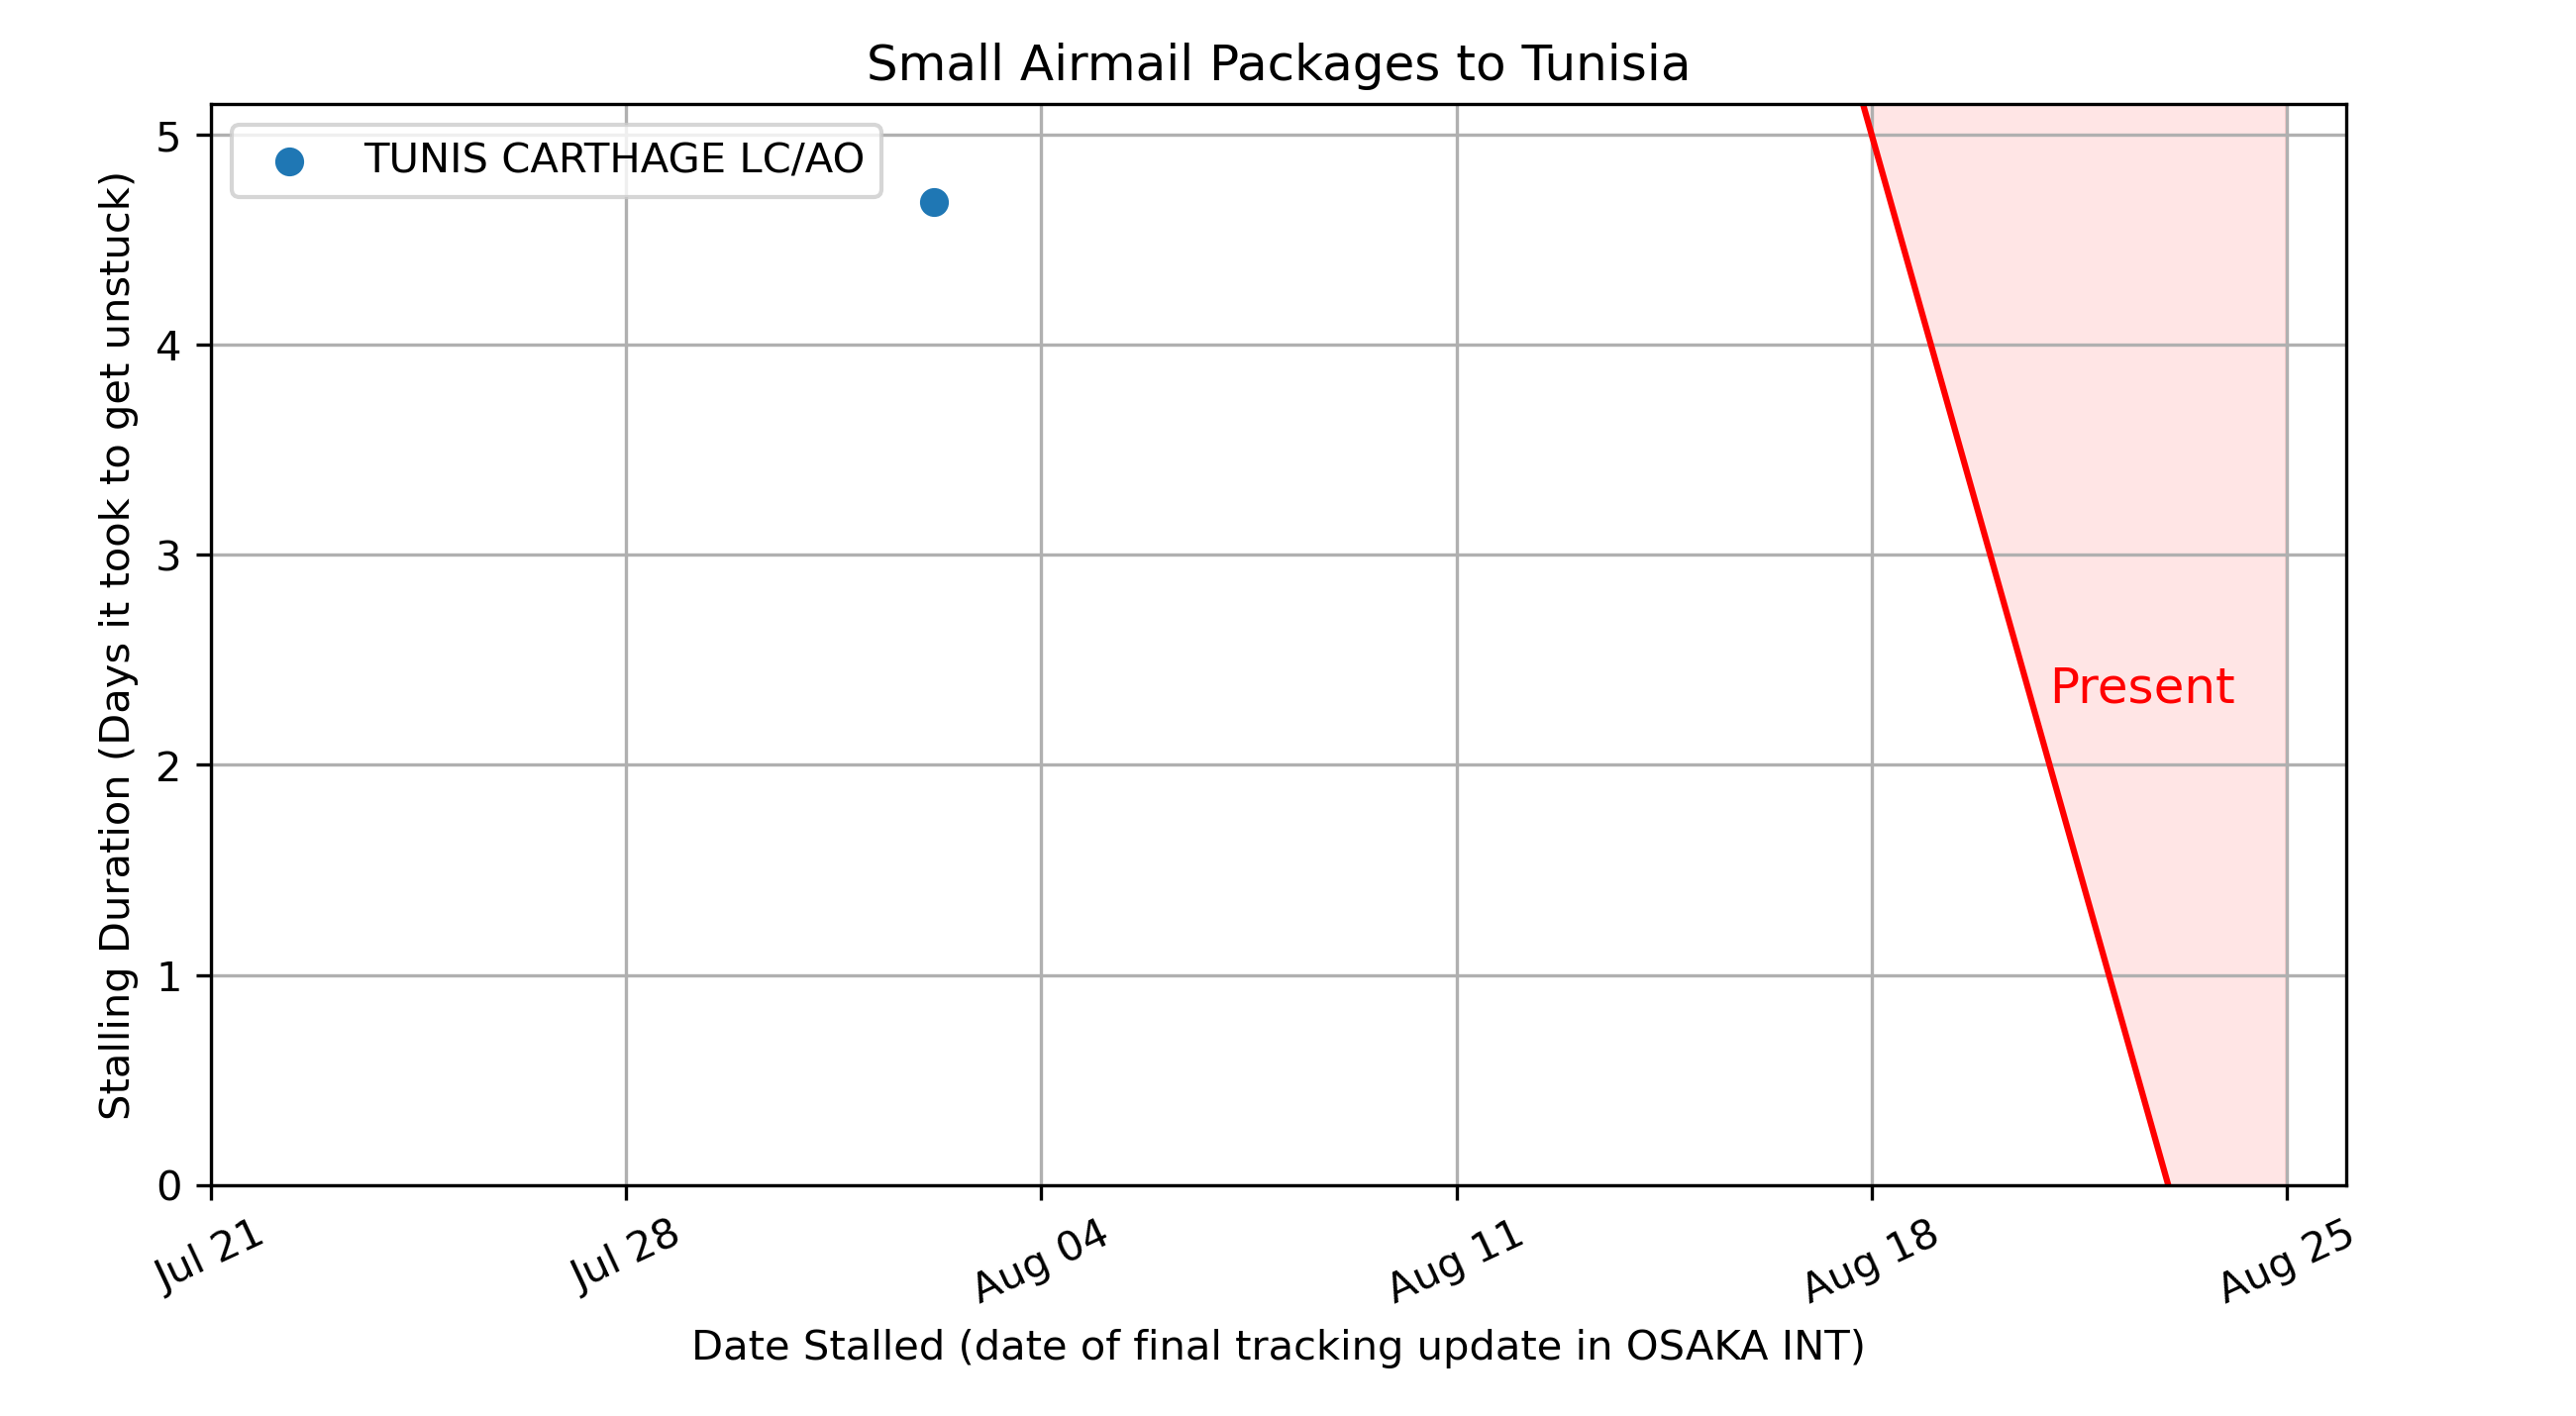 Small Airmail Packages to Tunisia
TUNIS CARTHAGE LC/AO
Stalling Duration (Days it took to get unstuck)
5
4
3
2
1
0
Present
Jul 21
Jul 28
Aug 04
Aug 11
Aug 18
Aug 25
Date Stalled (date of final tracking update in OSAKA INT)